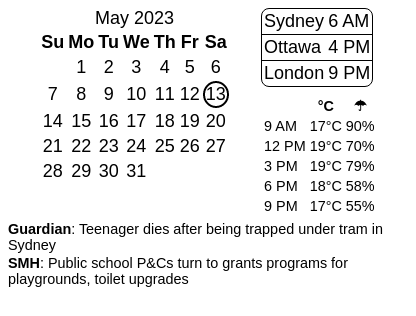 May 2023
Su Mo Tu We Th Fr Sa
1 2 3 4 5 6
7 8 9 10 11 12 13
14 15 16 17 18 19 20
21 22 23 24 25 26 27
28 29 30 31
Sydney 6 AM
Ottawa 4 PM
London 9 PM
°C ☂
9 AM 17°C 90%
12 PM 19°C 70%
3 PM 19°C 79%
6 PM 18°C 58%
9 PM 17°C 55%
Guardian: Teenager dies after being trapped under tram in
Sydney
SMH: Public school P&Cs turn to grants programs for
playgrounds, toilet upgrades